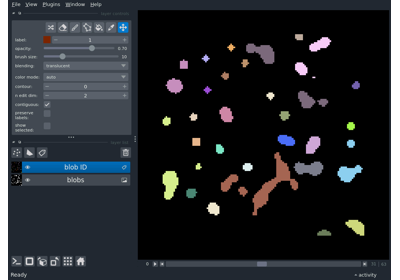 File View Plugins Window Help
label: 1
opacity: 0.70
brush size: 10
blending: translucent
color mode: auto
contour: 0
n edit dim: 2
contiguous:
preserve labels:
show selected:
blob ID
blobs
0
Ready
activity